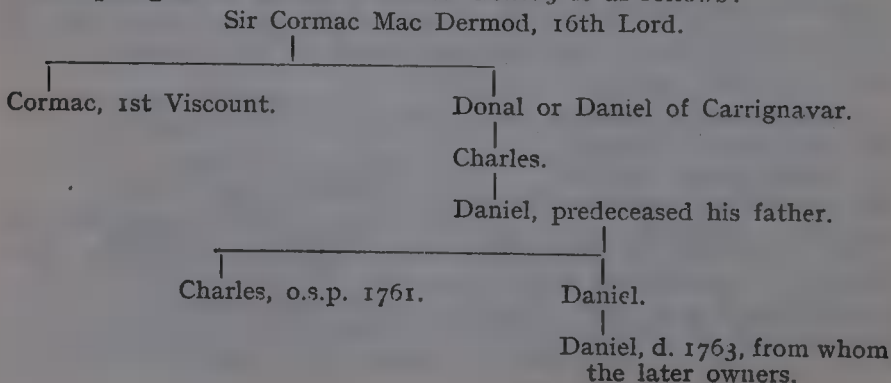 Sir Cormac Mac Dermod, 16th Lord.
Cormac, 1st Viscount.
Donal or Daniel of Carrignavar.
Charles.
Daniel, predeceased his father.
Charles, o.s.p. 1761.
Daniel.
Daniel, d. 1763, from whom
the later owners.